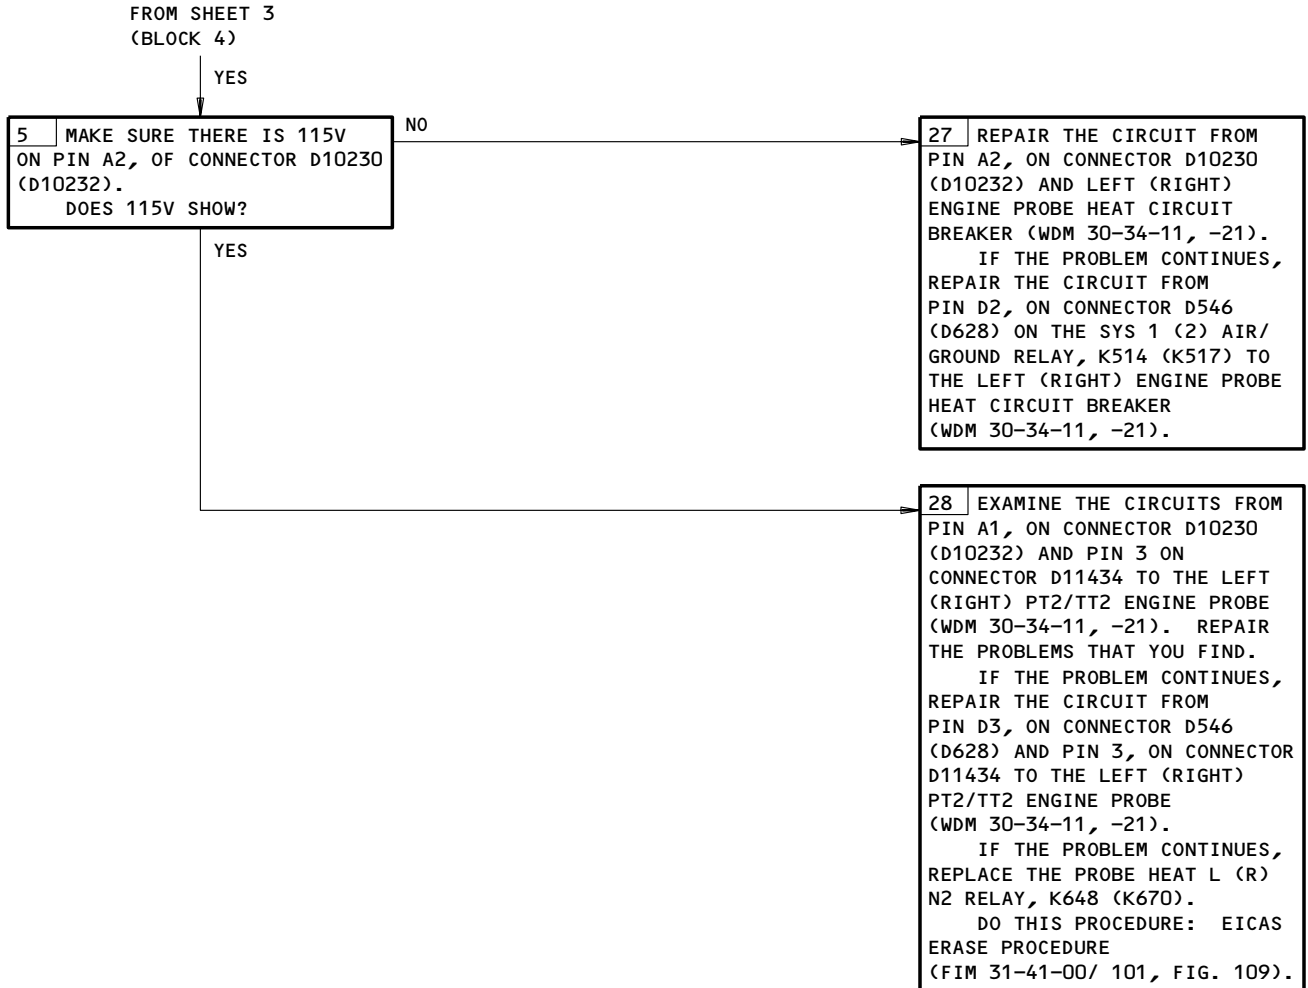 FROM SHEET 3
(BLOCK 4)
YES
5 MAKE SURE THERE IS 115V
ON PIN A2, OF CONNECTOR D10230
(D10232).
DOES 115V SHOW?
NO
YES
27 REPAIR THE CIRCUIT FROM
PIN A2, ON CONNECTOR D10230
(D10232) AND LEFT (RIGHT)
ENGINE PROBE HEAT CIRCUIT
BREAKER (WDM 30-34-11, -21).
IF THE PROBLEM CONTINUES,
REPAIR THE CIRCUIT FROM
PIN D2, ON CONNECTOR D546
(D628) ON THE SYS 1 (2) AIR/
GROUND RELAY, K514 (K517) TO
THE LEFT (RIGHT) ENGINE PROBE
HEAT CIRCUIT BREAKER
(WDM 30-34-11, -21).
28 EXAMINE THE CIRCUITS FROM
PIN A1, ON CONNECTOR D10230
(D10232) AND PIN 3 ON
CONNECTOR D11434 TO THE LEFT
(RIGHT) PT2/TT2 ENGINE PROBE
(WDM 30-34-11, -21). REPAIR
THE PROBLEMS THAT YOU FIND.
IF THE PROBLEM CONTINUES,
REPAIR THE CIRCUIT FROM
PIN D3, ON CONNECTOR D546
(D628) AND PIN 3, ON CONNECTOR
D11434 TO THE LEFT (RIGHT)
PT2/TT2 ENGINE PROBE
(WDM 30-34-11, -21).
IF THE PROBLEM CONTINUES,
REPLACE THE PROBE HEAT L (R)
N2 RELAY, K648 (K670).
DO THIS PROCEDURE: EICAS
ERASE PROCEDURE
(FIM 31-41-00/ 101, FIG. 109).